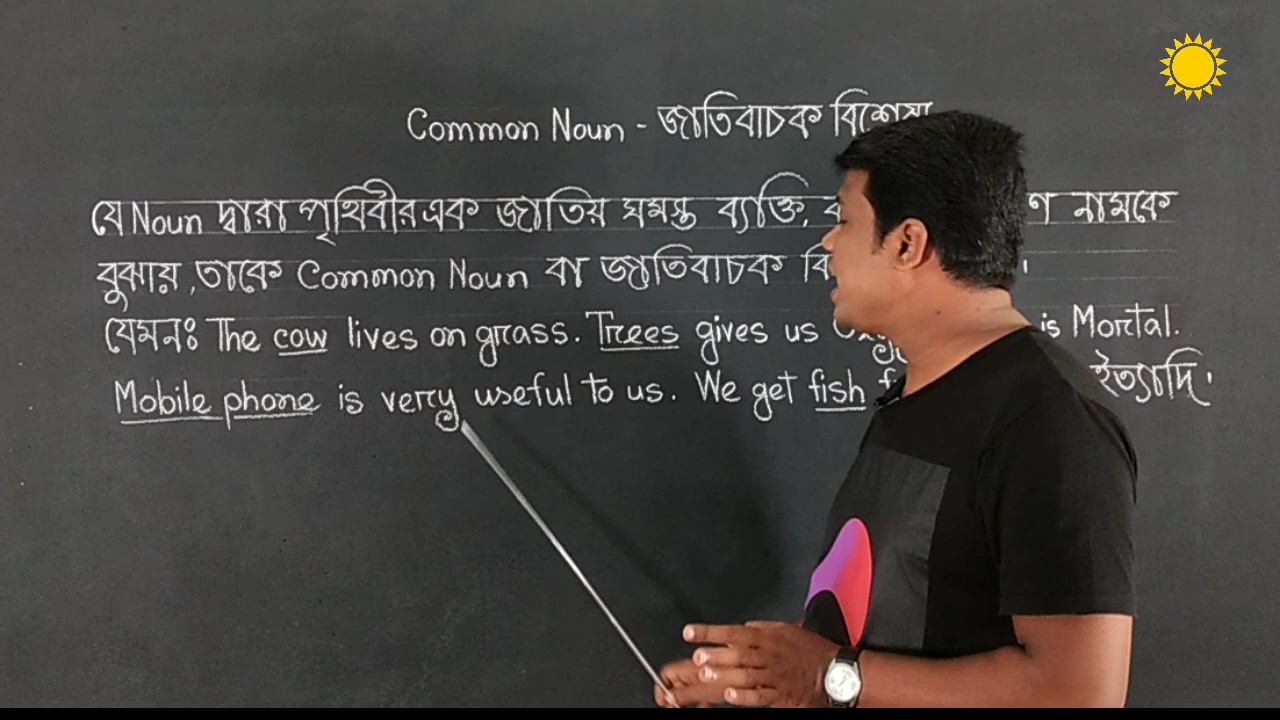 Common Noun - জাতিবাচক বিশেষ্য
যে Noun দ্বারা পৃথিবীর এক জাতিয় সমস্ত ব্যক্তি, নামকে
বুঝায়, তাকে Common Noun বা জাতিবাচক
যেমনঃ The cow lives on grass. Trees gives us is Mortal.
Mobile phone is very useful to us. We get fish ইত্যাদি।